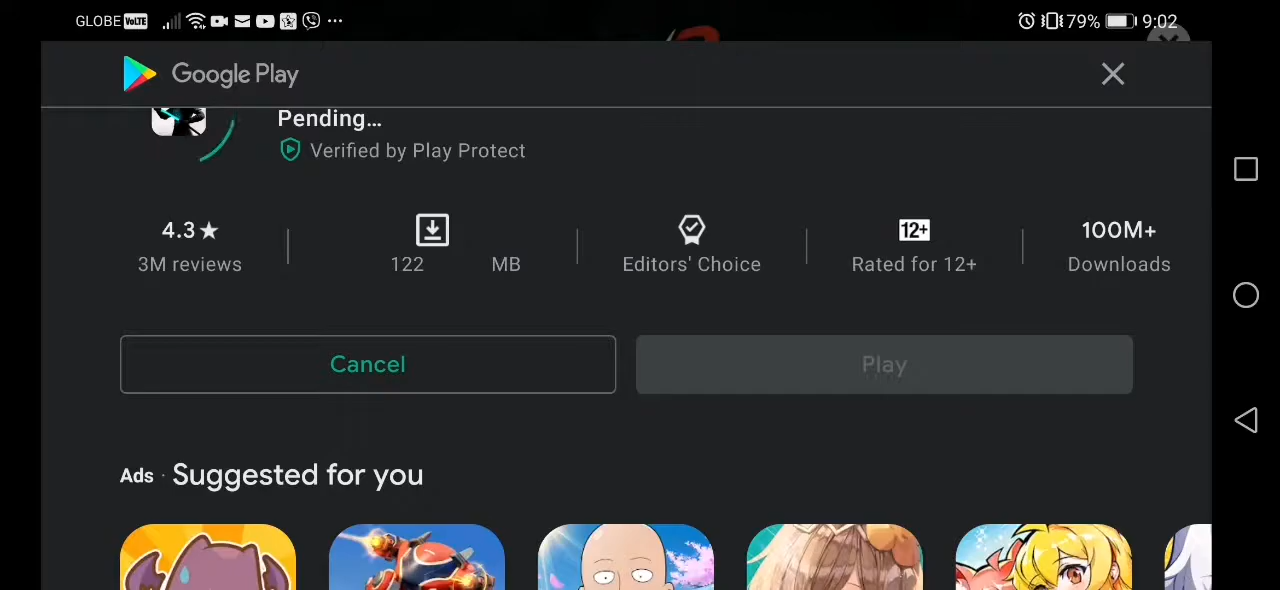 GLOBE VoLTE 79% 9:02
Google Play
Pending...
Verified by Play Protect
4.3★ 12+ 100M+
3M reviews 122 MB Editors' Choice Rated for 12+ Downloads
Cancel Play
Ads · Suggested for you